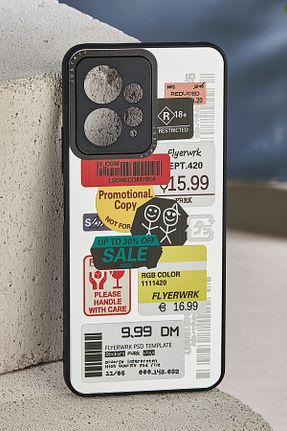 REDUCED
R 18+
RESTRICTED
Flyerwrk
SEPT.420
¥15.99
Promotional
Copy
NOT FOR
UP TO 30% OFF
SALE
RGB COLOR
1111420
FLYERWRK
€ 16.99
PLEASE
HANDLE
WITH CARE
9.99 DM
FLYERWRK PSD TEMPLATE
11/06